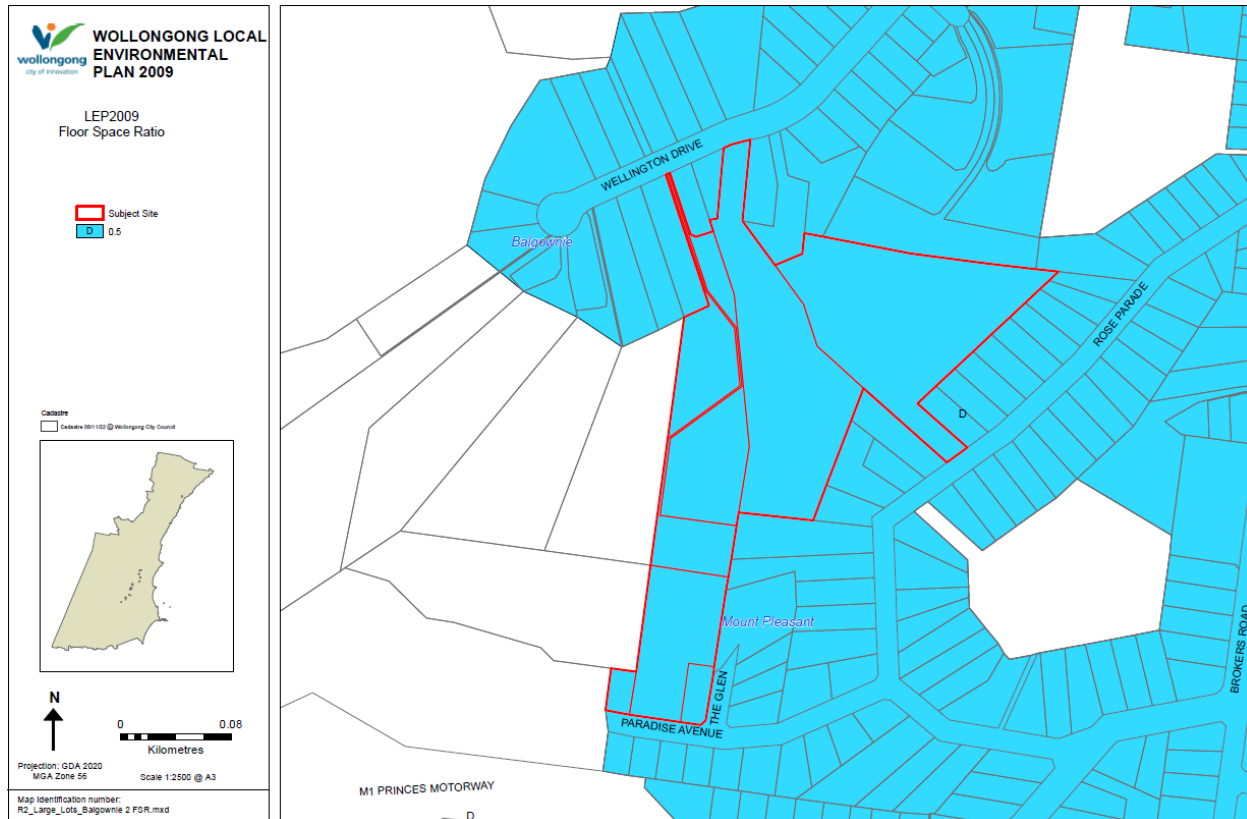 WOLLONGONG LOCAL
ENVIRONMENTAL
PLAN 2009
wollongong
city of innovation
LEP2009
Floor Space Ratio
Subject Site
D 0.5
Cadastre
Cadastre 08/11/22 © Wollongong City Council
N
0 0.08
Kilometres
Projection: GDA 2020
MGA Zone 56
Scale 1:2500 @ A3
Map Identification number:
R2_Large_Lots_Balgownie 2 FSR.mxd
WELLINGTON DRIVE
Balgownie
ROSE PARADE
D
Mount Pleasant
BROKERS ROAD
THE GLEN
PARADISE AVENUE
M1 PRINCES MOTORWAY
D